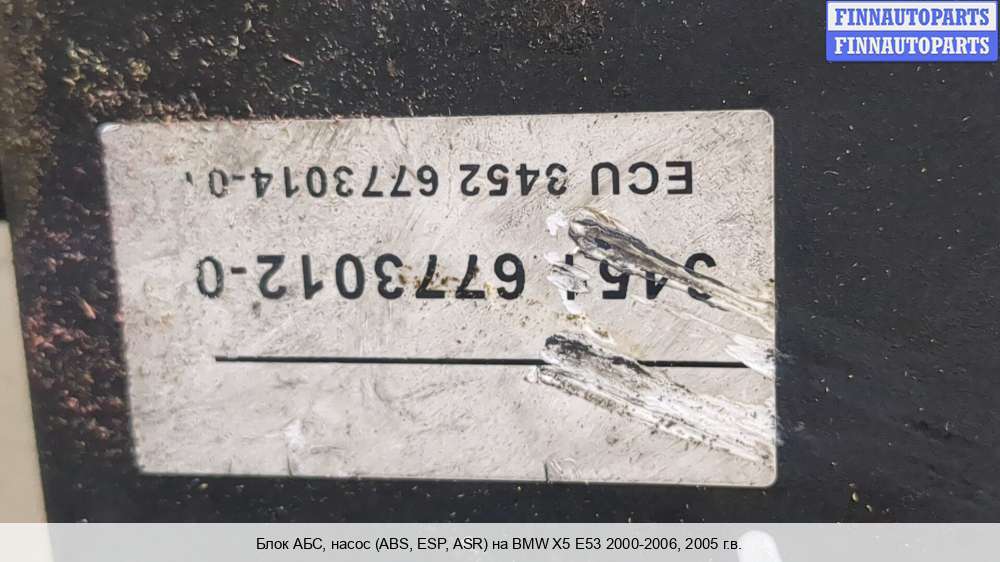 FINNAUTOPARTS
FINNAUTOPARTS
3451 6773012-0
ECU 3452 6773014-01
Блок АБС, насос (ABS, ESP, ASR) на BMW X5 E53 2000-2006, 2005 г.в.